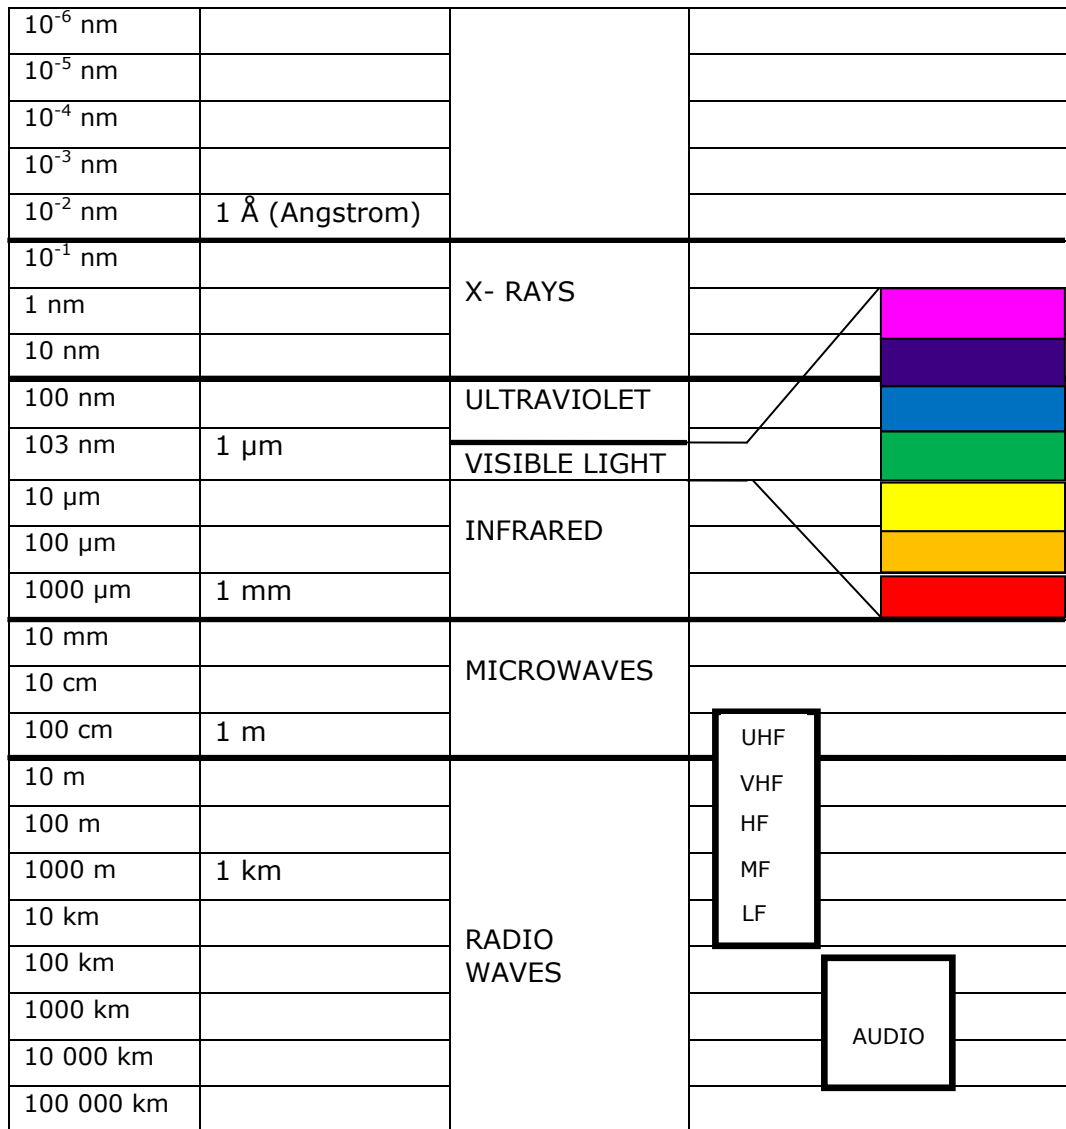 10⁻⁶ nm
10⁻⁵ nm
10⁻⁴ nm
10⁻³ nm
10⁻² nm 1 Å (Angstrom)
10⁻¹ nm
X- RAYS
1 nm
10 nm
100 nm ULTRAVIOLET
103 nm 1 µm
VISIBLE LIGHT
10 µm
INFRARED
100 µm
1000 µm 1 mm
10 mm
MICROWAVES
10 cm
100 cm 1 m UHF
10 m VHF
100 m HF
1000 m 1 km MF
10 km LF
RADIO
WAVES
100 km
1000 km
AUDIO
10 000 km
100 000 km